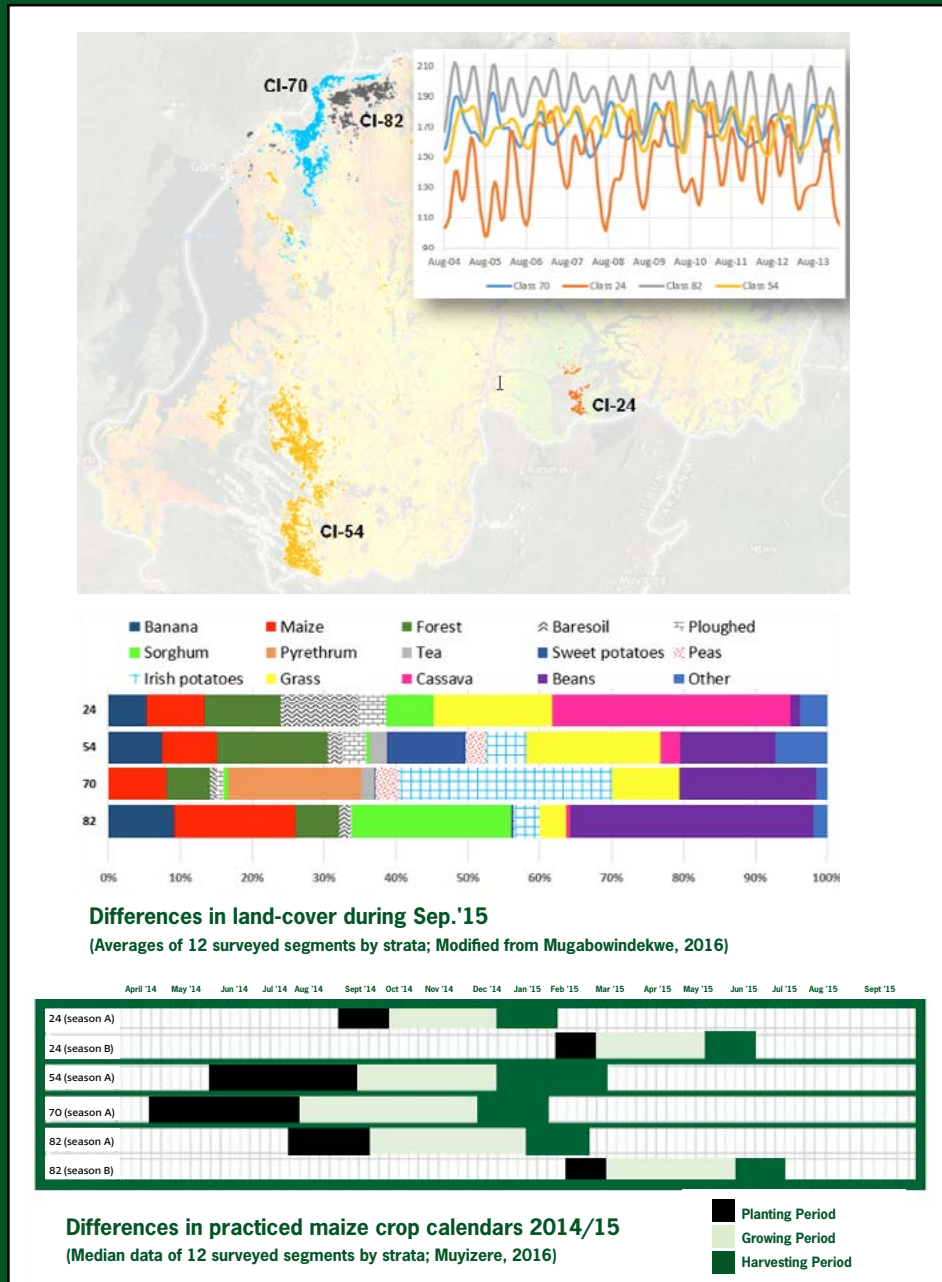 CI-70
CI-82
CI-24
CI-54
210
190
170
150
130
110
90
Aug-04 Aug-05 Aug-06 Aug-07 Aug-08 Aug-09 Aug-10 Aug-11 Aug-12 Aug-13
Class 70 Class 24 Class 82 Class 54
Banana Maize Forest Baresoil Ploughed
Sorghum Pyrethrum Tea Sweet potatoes Peas
Irish potatoes Grass Cassava Beans Other
24
54
70
82
0% 10% 20% 30% 40% 50% 60% 70% 80% 90% 100%
Differences in land-cover during Sep.'15
(Averages of 12 surveyed segments by strata; Modified from Mugabowindekwe, 2016)
April '14 May '14 Jun '14 Jul '14 Aug '14 Sept '14 Oct '14 Nov '14 Dec '14 Jan '15 Feb '15 Mar '15 Apr '15 May '15 Jun '15 Jul '15 Aug '15 Sept '15
24 (season A)
24 (season B)
54 (season A)
70 (season A)
82 (season A)
82 (season B)
Differences in practiced maize crop calendars 2014/15
(Median data of 12 surveyed segments by strata; Muyizere, 2016)
Planting Period
Growing Period
Harvesting Period